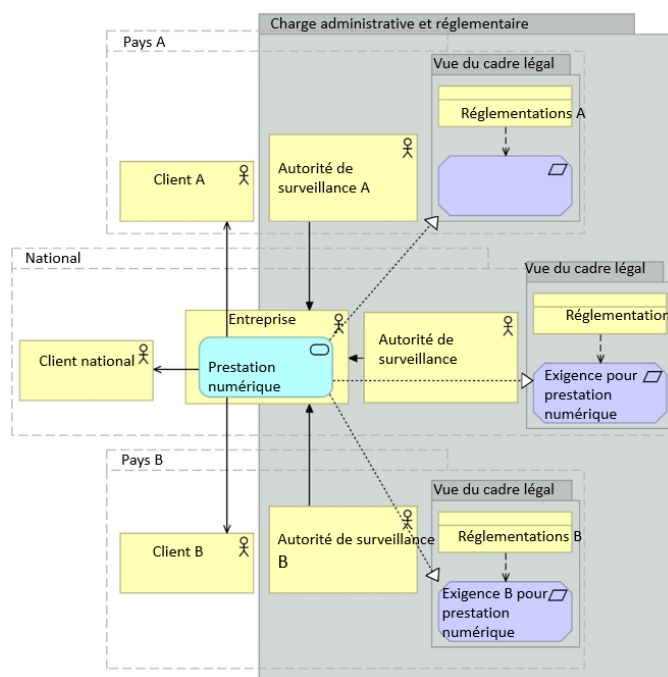 Charge administrative et réglementaire
Pays A
Vue du cadre légal
Réglementations A
Client A
Autorité de
surveillance A
National
Vue du cadre légal
Réglementation
Entreprise
Client national
Prestation
numérique
Autorité de
surveillance
Exigence pour
prestation
numérique
Pays B
Vue du cadre légal
Réglementations B
Client B
Autorité de surveillance
B
Exigence B pour
prestation
numérique